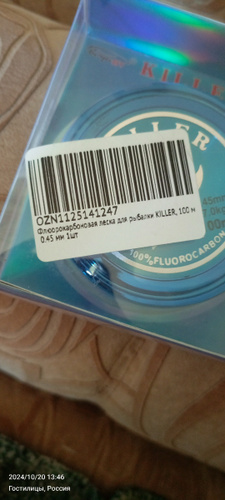 KILLER
KILLER
OZN1125141247
Флюорокарбоновая леска для рыбалки KILLER, 100 м
0.45 мм 1шт
100%FLUOROCARBON
2024/10/20 13:46
Гостилицы, Россия